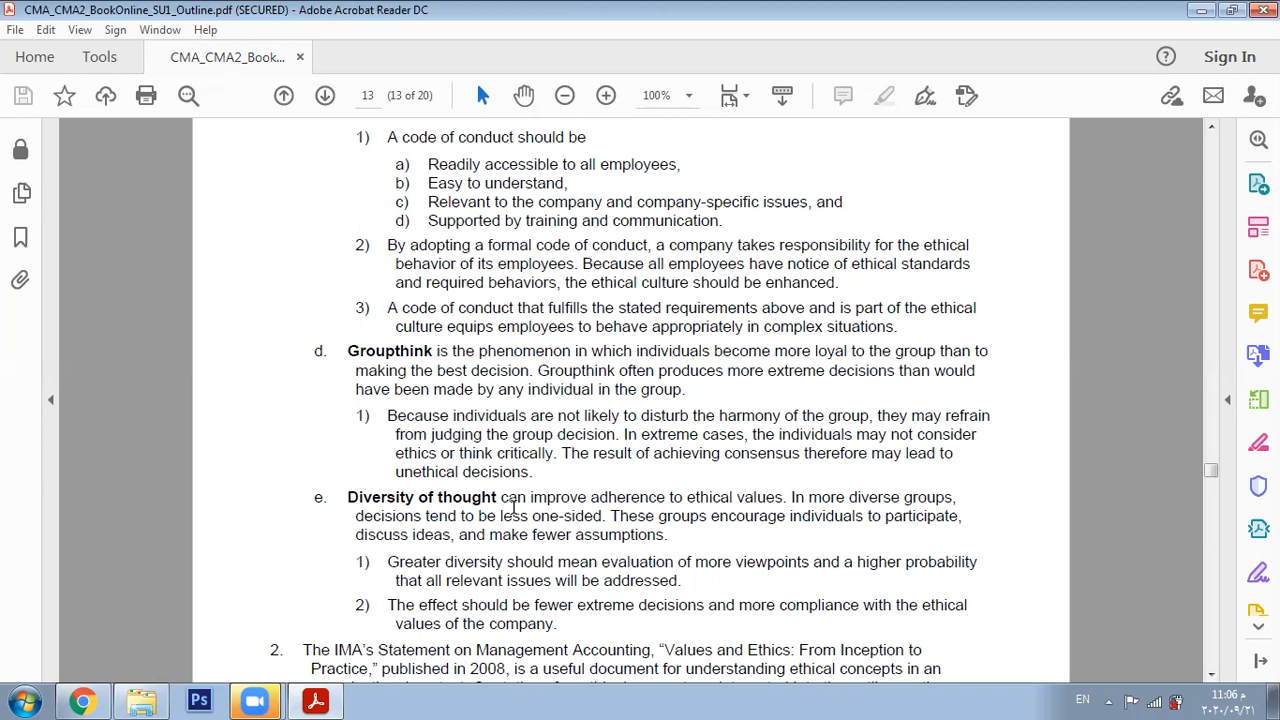 CMA_CMA2_BookOnline_SU1_Outline.pdf (SECURED) - Adobe Acrobat Reader DC
File Edit View Sign Window Help
Home Tools CMA_CMA2_Book... × Sign In
13 (13 of 20) 100%
1) A code of conduct should be
a) Readily accessible to all employees,
b) Easy to understand,
c) Relevant to the company and company-specific issues, and
d) Supported by training and communication.
2) By adopting a formal code of conduct, a company takes responsibility for the ethical
behavior of its employees. Because all employees have notice of ethical standards
and required behaviors, the ethical culture should be enhanced.
3) A code of conduct that fulfills the stated requirements above and is part of the ethical
culture equips employees to behave appropriately in complex situations.
d. Groupthink is the phenomenon in which individuals become more loyal to the group than to
making the best decision. Groupthink often produces more extreme decisions than would
have been made by any individual in the group.
1) Because individuals are not likely to disturb the harmony of the group, they may refrain
from judging the group decision. In extreme cases, the individuals may not consider
ethics or think critically. The result of achieving consensus therefore may lead to
unethical decisions.
e. Diversity of thought can improve adherence to ethical values. In more diverse groups,
decisions tend to be less one-sided. These groups encourage individuals to participate,
discuss ideas, and make fewer assumptions.
1) Greater diversity should mean evaluation of more viewpoints and a higher probability
that all relevant issues will be addressed.
2) The effect should be fewer extreme decisions and more compliance with the ethical
values of the company.
2. The IMA's Statement on Management Accounting, “Values and Ethics: From Inception to
Practice,” published in 2008, is a useful document for understanding ethical concepts in an
Ps EN 11:06 م
٢٠٢٠/٠٩/٢١